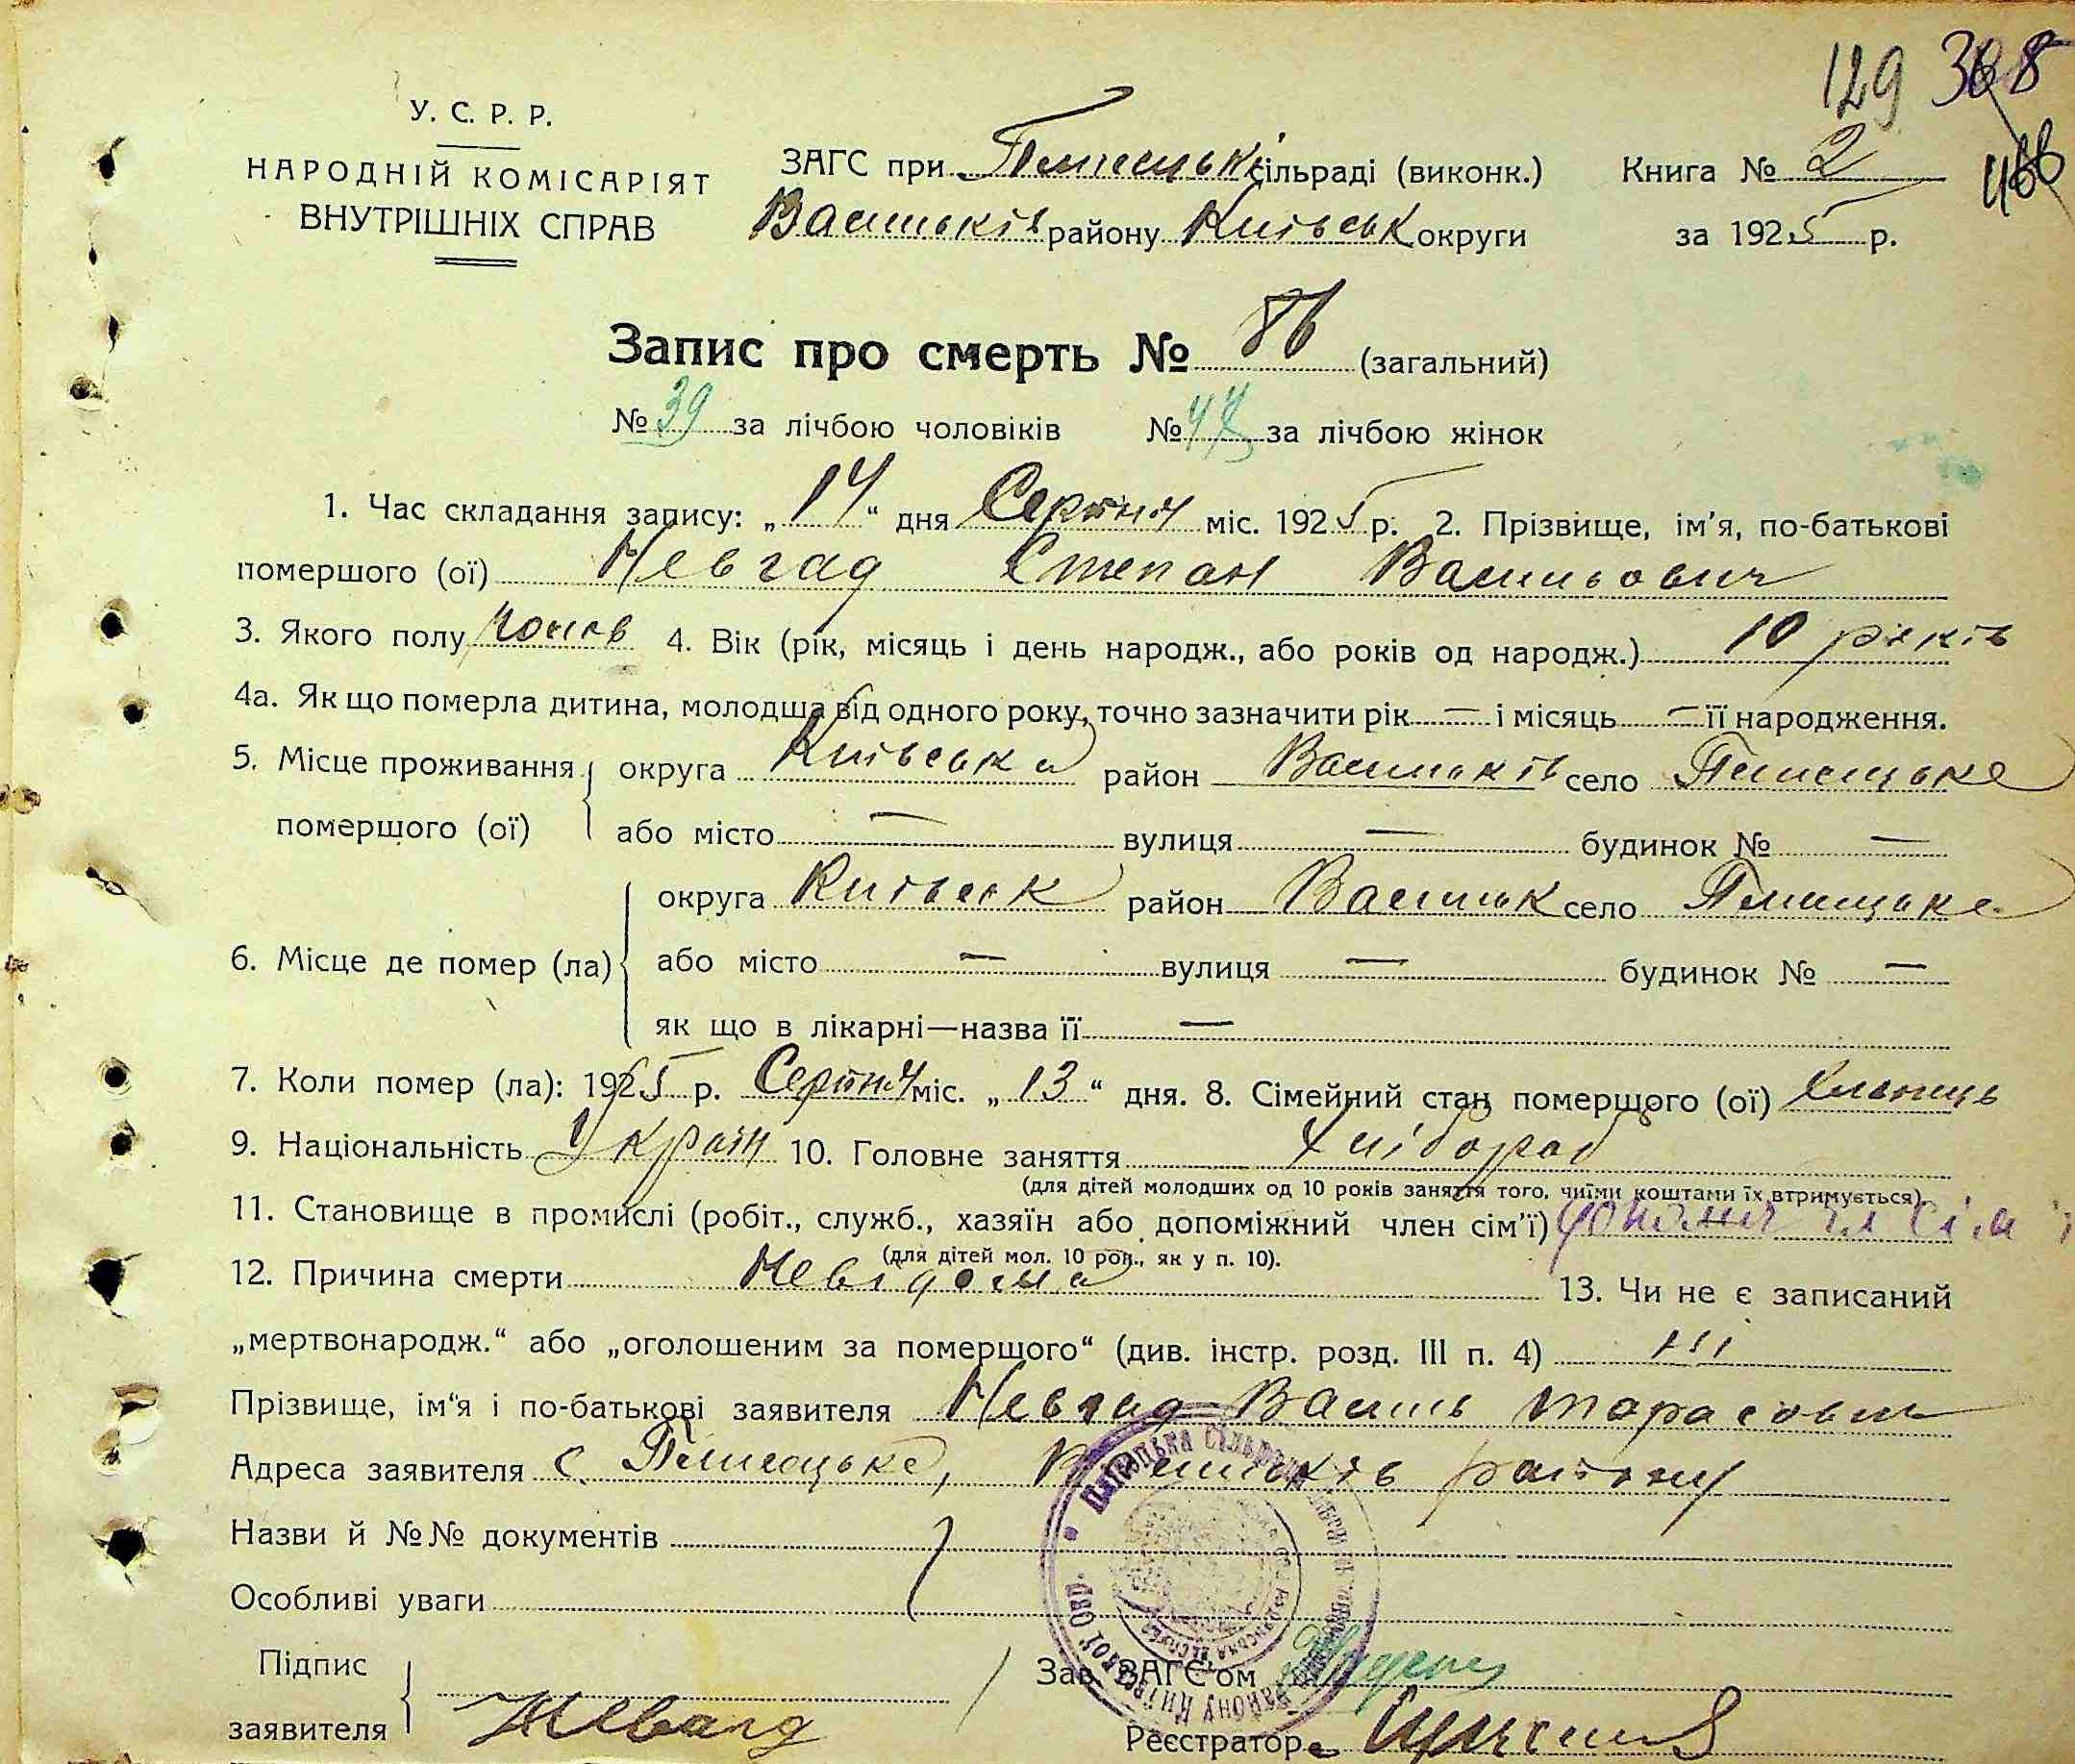 129 368
466
У. С. Р. Р.
НАРОДНІЙ КОМІСАРІЯТ
ВНУТРІШНІХ СПРАВ
ЗАГС при Плисецькі сільраді (виконк.)
Васильків району Київськ округи
Книга № 2
за 1925 р.
Запис про смерть № 86 (загальний)
№ 39 за лічбою чоловіків № 47 за лічбою жінок
1. Час складання запису: „14“ дня Серпня міс. 1925 р. 2. Прізвище, ім’я, по-батькові
помершого (ої) Невгад Степан Васильович
3. Якого полу чолов 4. Вік (рік, місяць і день народж., або років од народж.) 10 років
4а. Як що померла дитина, молодша від одного року, точно зазначити рік — і місяць — її народження.
5. Місце проживання округа Київська район Васильків село Плисецьке
померщого (ої) або місто — вулиця — будинок № —
округа Київськ район Васильк село Плисецьке
6. Місце де помер (ла) або місто — вулиця — будинок № —
як що в лікарні—назва її —
7. Коли помер (ла): 1925 р. Серпня міс. „13“ дня. 8. Сімейний стан померщого (ої) Хлопець
9. Національність Україн 10. Головне заняття Хлібороб
(для дітей молодших од 10 років заняття того, чиїми коштами їх втримується).
11. Становище в промислі (робіт., служб., хазяїн або допоміжний член сім’ї) допоміжн чл сім'ї
(для дітей мол. 10 рок., як у п. 10).
12. Причина смерти Невідома 13. Чи не є записаний
„мертвонародж.“ або „оголошеним за помершого“ (див. інстр. розд. III п. 4) ні
Прізвище, ім’я і по-батькові заявителя Невгад Василь Тарасович
Адреса заявителя с. Плисецьке, Васильків району
Назви й №№ документів
Особливі уваги
Підпис
заявителя Невгад
Зав. ЗАГС’ом
Реєстратор